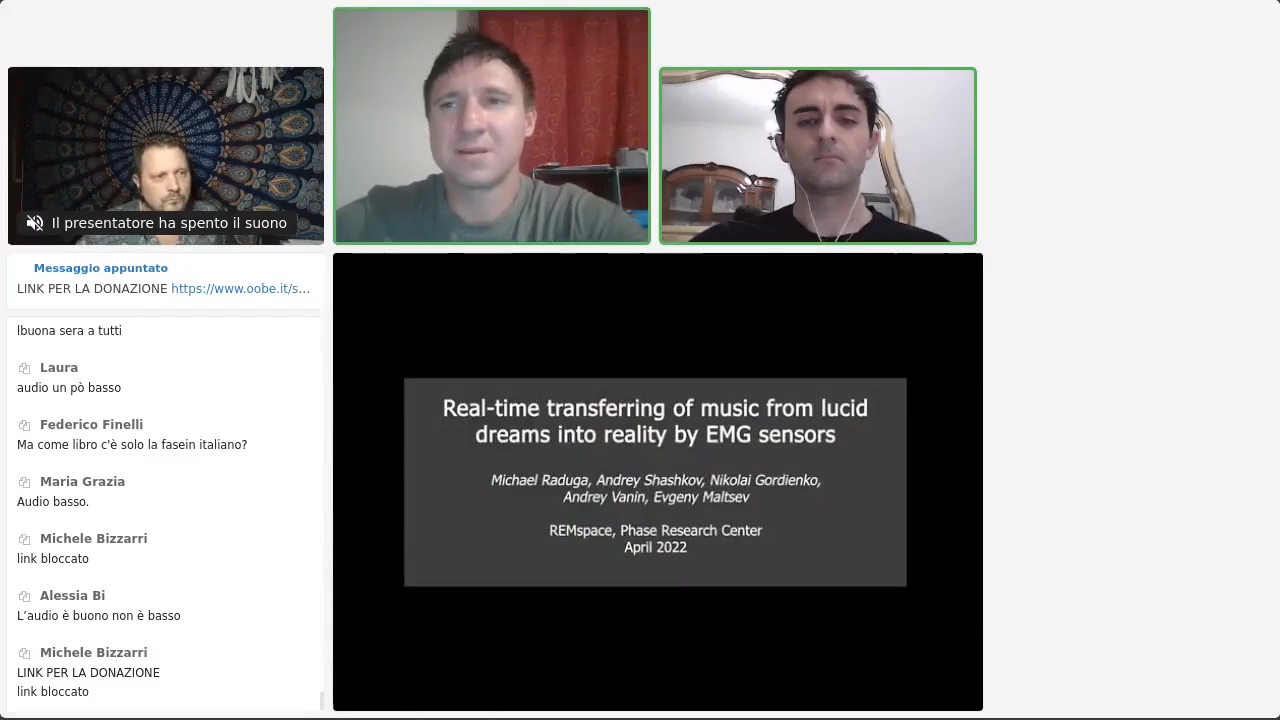 Il presentatore ha spento il suono
Messaggio appuntato
LINK PER LA DONAZIONE https://www.oobe.it/s...
lbuona sera a tutti
Laura
audio un pò basso
Federico Finelli
Ma come libro c'è solo la fasein italiano?
Maria Grazia
Audio basso.
Michele Bizzarri
link bloccato
Alessia Bi
L’audio è buono non è basso
Michele Bizzarri
LINK PER LA DONAZIONE
link bloccato
Real-time transferring of music from lucid
dreams into reality by EMG sensors
Michael Raduga, Andrey Shashkov, Nikolai Gordienko,
Andrey Vanin, Evgeny Maltsev
REMspace, Phase Research Center
April 2022